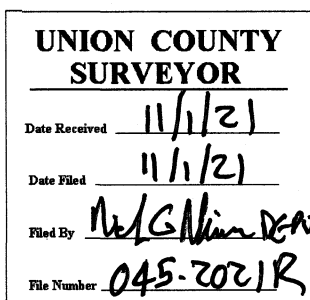 UNION COUNTY
SURVEYOR
Date Received 11/1/21
Date Filed 11/1/21
Filed By
File Number 045-2021R